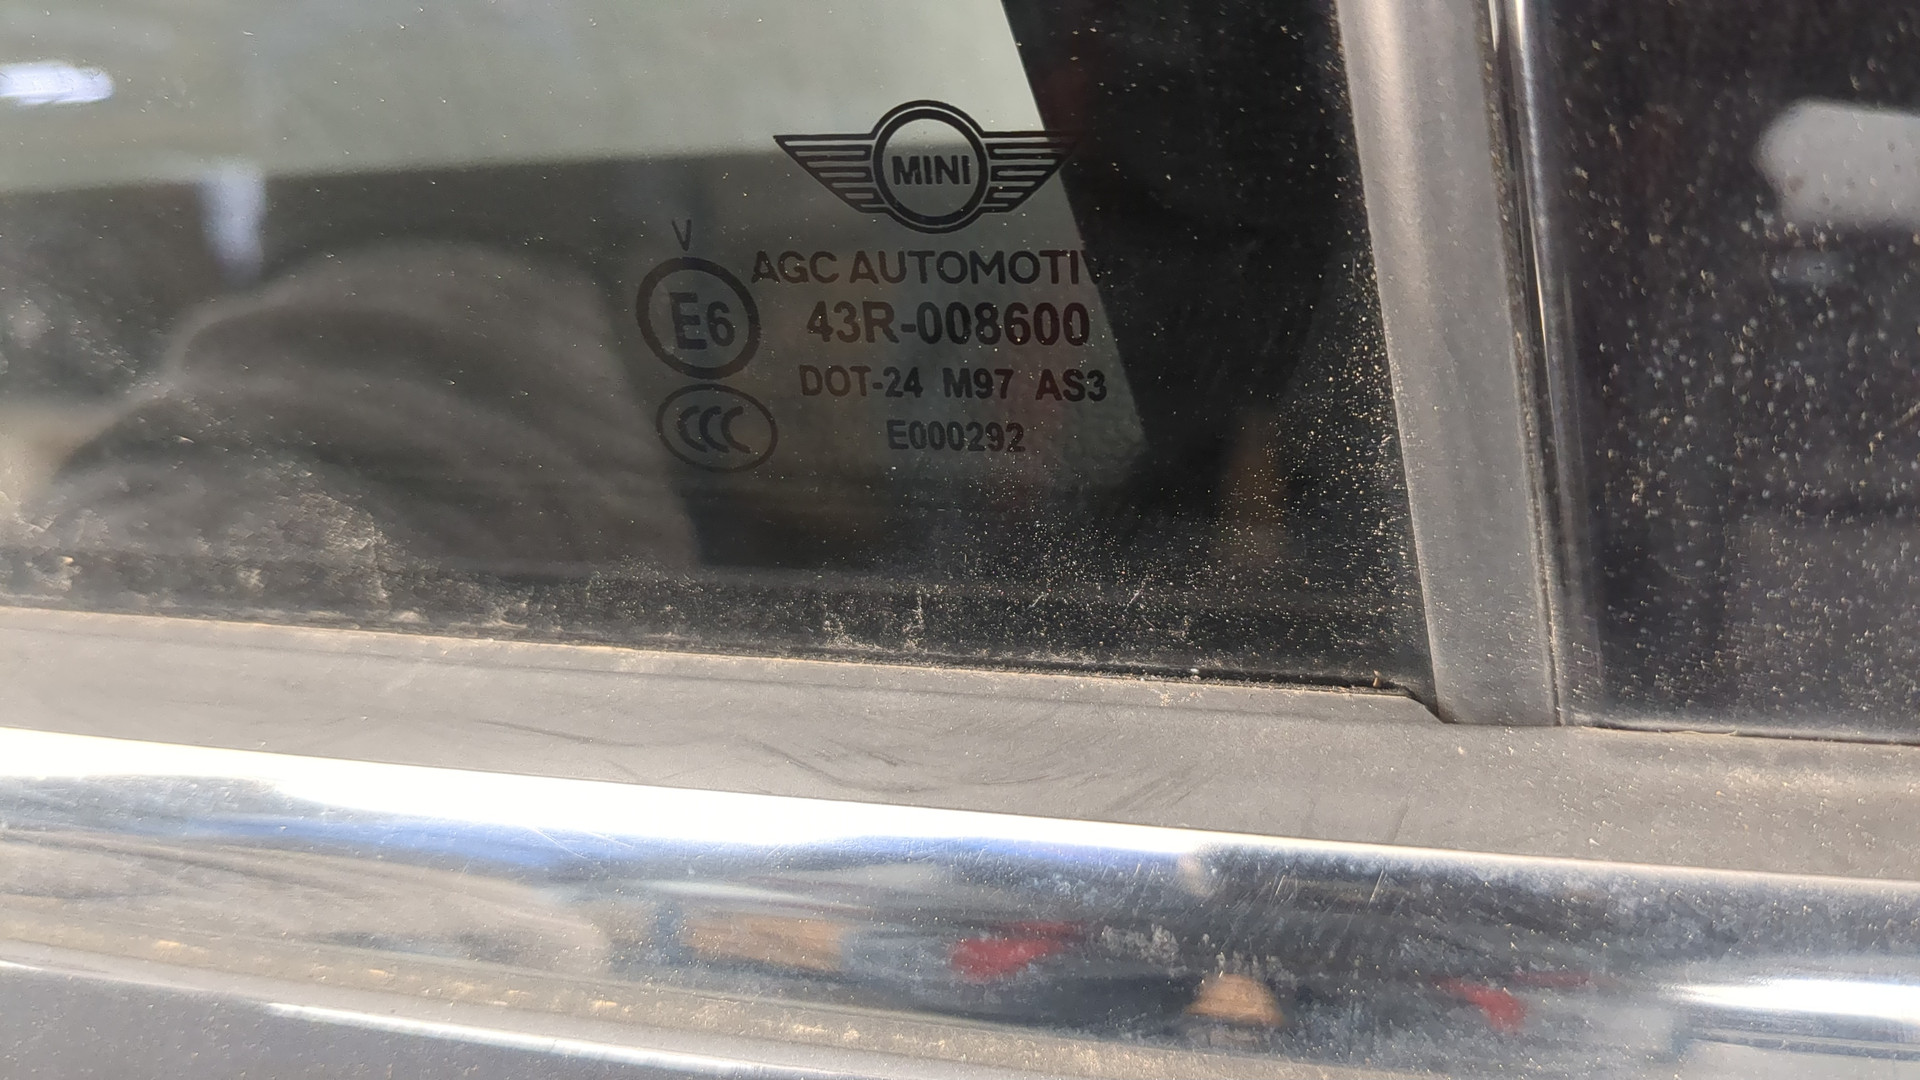 MINI
V
AGC AUTOMOTIV
E6
43R-008600
DOT-24 M97 AS3
CCC
E000292